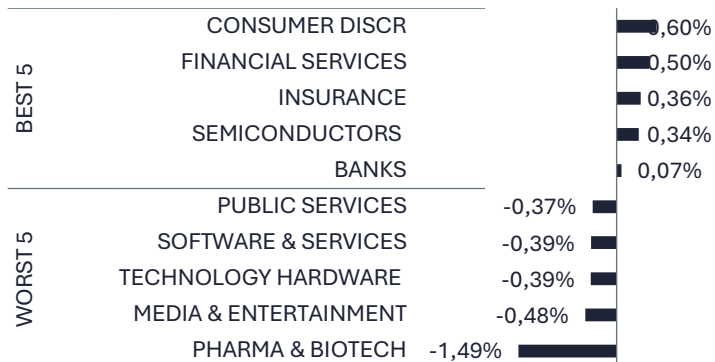 BEST 5
CONSUMER DISCR 0,60%
FINANCIAL SERVICES 0,50%
INSURANCE 0,36%
SEMICONDUCTORS 0,34%
BANKS 0,07%
WORST 5
PUBLIC SERVICES -0,37%
SOFTWARE & SERVICES -0,39%
TECHNOLOGY HARDWARE -0,39%
MEDIA & ENTERTAINMENT -0,48%
PHARMA & BIOTECH -1,49%